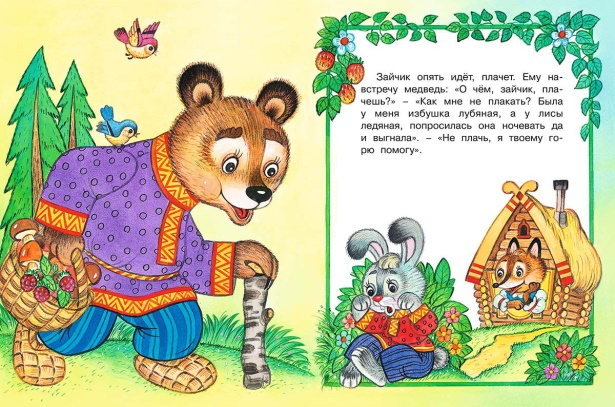 Зайчик опять идёт, плачет. Ему на-
встречу медведь: «О чём, зайчик, пла-
чешь?» – «Как мне не плакать? Была
у меня избушка лубяная, а у лисы
ледяная, попросилась она ночевать да
и выгнала». – «Не плачь, я твоему го-
рю помогу».